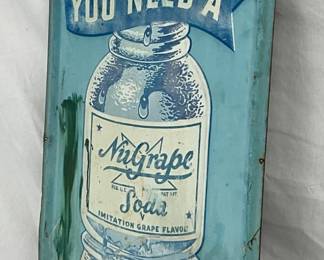 YOU NEED A
NuGrape
Soda
IMITATION GRAPE FLAVOR